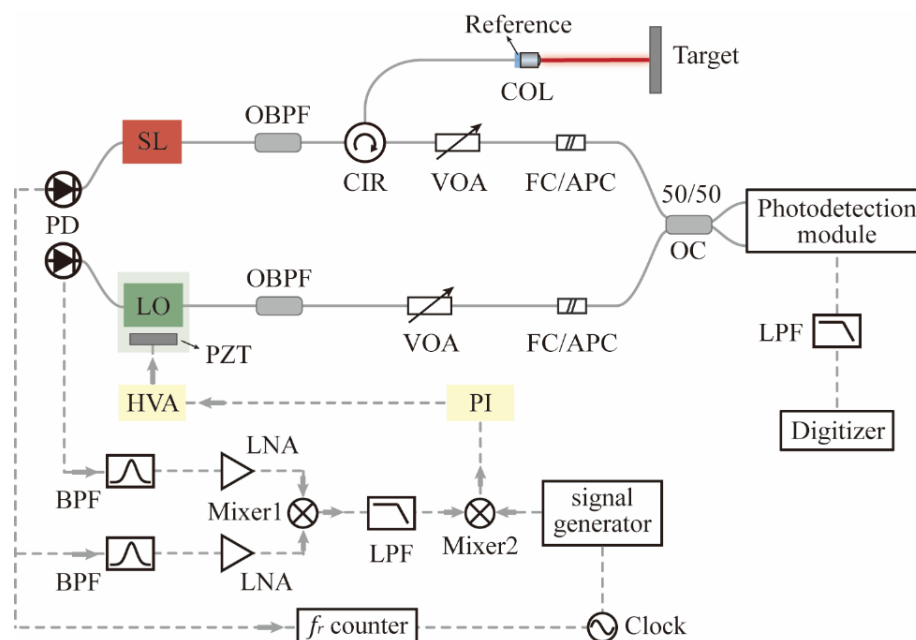 Reference
Target
COL
OBPF
SL
CIR
VOA
FC/APC
50/50
PD
Photodetection
module
OC
OBPF
LO
VOA
FC/APC
PZT
LPF
HVA
PI
Digitizer
LNA
BPF
Mixer1
signal
generator
LPF
Mixer2
BPF
LNA
fr counter
Clock